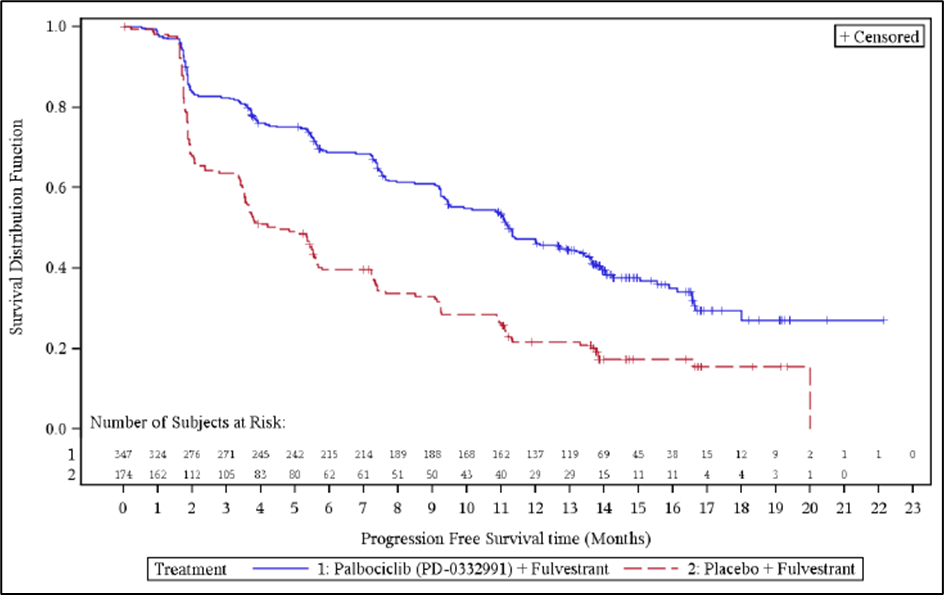 + Censored
Survival Distribution Function
1.0
0.8
0.6
0.4
0.2
0.0
Number of Subjects at Risk:
1 347 324 276 271 245 242 215 214 189 188 168 162 137 119 69 45 38 15 12 9 2 1 1 0
2 174 162 112 105 83 80 62 61 51 50 43 40 29 29 15 11 11 4 4 3 1 0
0 1 2 3 4 5 6 7 8 9 10 11 12 13 14 15 16 17 18 19 20 21 22 23
Progression Free Survival time (Months)
Treatment 1: Palbociclib (PD-0332991) + Fulvestrant 2: Placebo + Fulvestrant